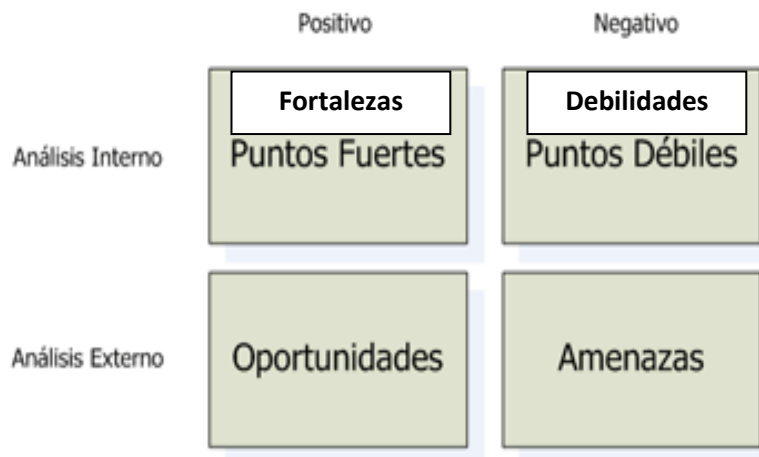 Positivo Negativo
Fortalezas Debilidades
Análisis Interno Puntos Fuertes Puntos Débiles
Análisis Externo Oportunidades Amenazas